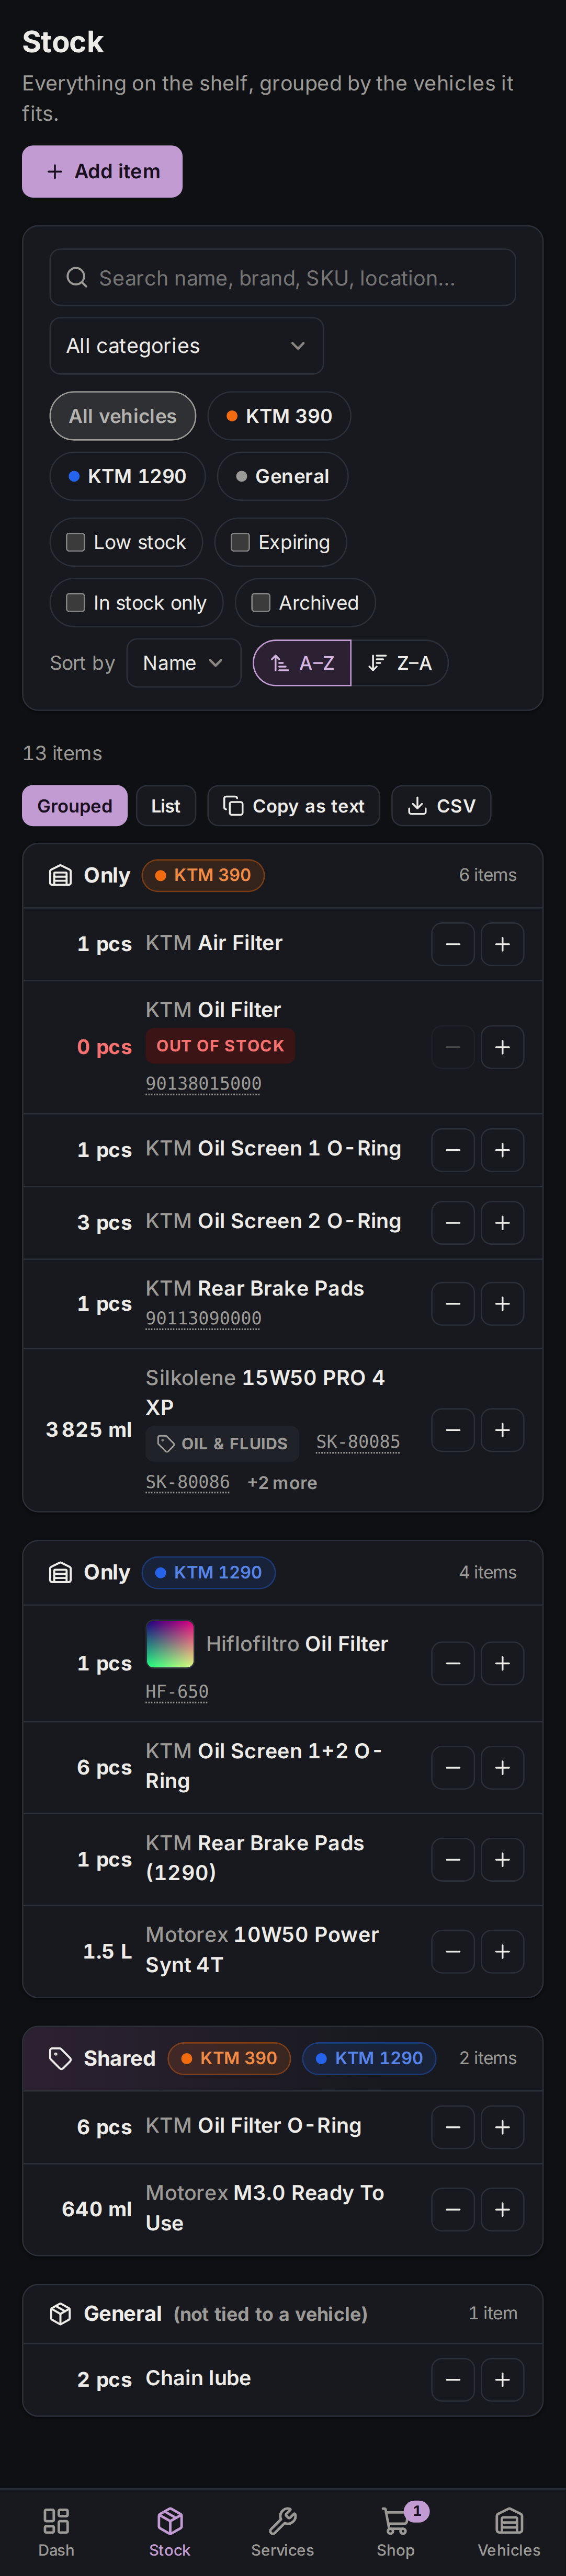 Stock
Everything on the shelf, grouped by the vehicles it
fits.
+ Add item
Search name, brand, SKU, location...
All categories
All vehicles
KTM 390
KTM 1290
General
Low stock
Expiring
In stock only
Archived
Sort by Name A–Z Z–A
13 items
Grouped List Copy as text CSV
Only KTM 390 6 items
1 pcs KTM Air Filter
KTM Oil Filter
0 pcs OUT OF STOCK
90138015000
1 pcs KTM Oil Screen 1 O-Ring
3 pcs KTM Oil Screen 2 O-Ring
KTM Rear Brake Pads
1 pcs
90113090000
Silkolene 15W50 PRO 4
XP
3 825 ml OIL & FLUIDS SK-80085
SK-80086 +2 more
Only KTM 1290 4 items
Hiflofiltro Oil Filter
1 pcs
HF-650
KTM Oil Screen 1+2 O-
6 pcs
Ring
KTM Rear Brake Pads
1 pcs
(1290)
Motorex 10W50 Power
1.5 L
Synt 4T
Shared KTM 390 KTM 1290 2 items
6 pcs KTM Oil Filter O-Ring
Motorex M3.0 Ready To
640 ml
Use
General (not tied to a vehicle) 1 item
2 pcs Chain lube
1
Dash Stock Services Shop Vehicles